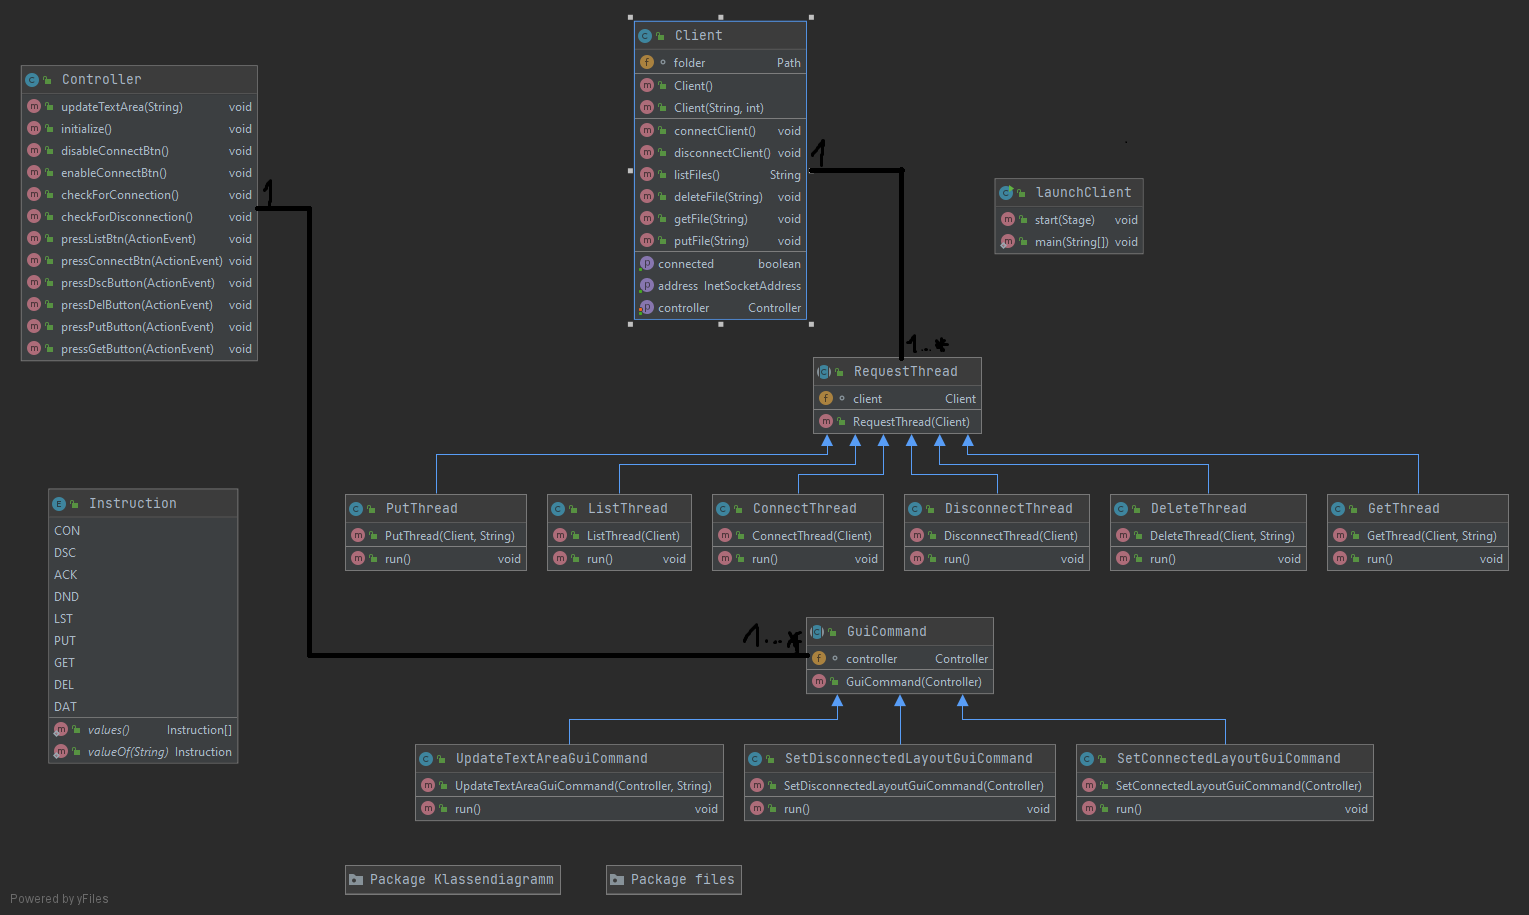 Controller
updateTextArea(String) void
initialize() void
disableConnectBtn() void
enableConnectBtn() void
checkForConnection() void
checkForDisconnection() void
pressListBtn(ActionEvent) void
pressConnectBtn(ActionEvent) void
pressDscButton(ActionEvent) void
pressDelButton(ActionEvent) void
pressPutButton(ActionEvent) void
pressGetButton(ActionEvent) void
1
Client
folder Path
Client()
Client(String, int)
connectClient() void
disconnectClient() void
listFiles() String
deleteFile(String) void
getFile(String) void
putFile(String) void
connected boolean
address InetSocketAddress
controller Controller
1
1..*
launchClient
start(Stage) void
main(String[]) void
RequestThread
client Client
RequestThread(Client)
PutThread
PutThread(Client, String)
run() void
ListThread
ListThread(Client)
run() void
ConnectThread
ConnectThread(Client)
run() void
DisconnectThread
DisconnectThread(Client)
run() void
DeleteThread
DeleteThread(Client, String)
run() void
GetThread
GetThread(Client, String)
run() void
Instruction
CON
DSC
ACK
DND
LST
PUT
GET
DEL
DAT
values() Instruction[]
valueOf(String) Instruction
1...*
GuiCommand
controller Controller
GuiCommand(Controller)
UpdateTextAreaGuiCommand
UpdateTextAreaGuiCommand(Controller, String)
run() void
SetDisconnectedLayoutGuiCommand
SetDisconnectedLayoutGuiCommand(Controller)
run() void
SetConnectedLayoutGuiCommand
SetConnectedLayoutGuiCommand(Controller)
run() void
Package Klassendiagramm
Package files
Powered by yFiles